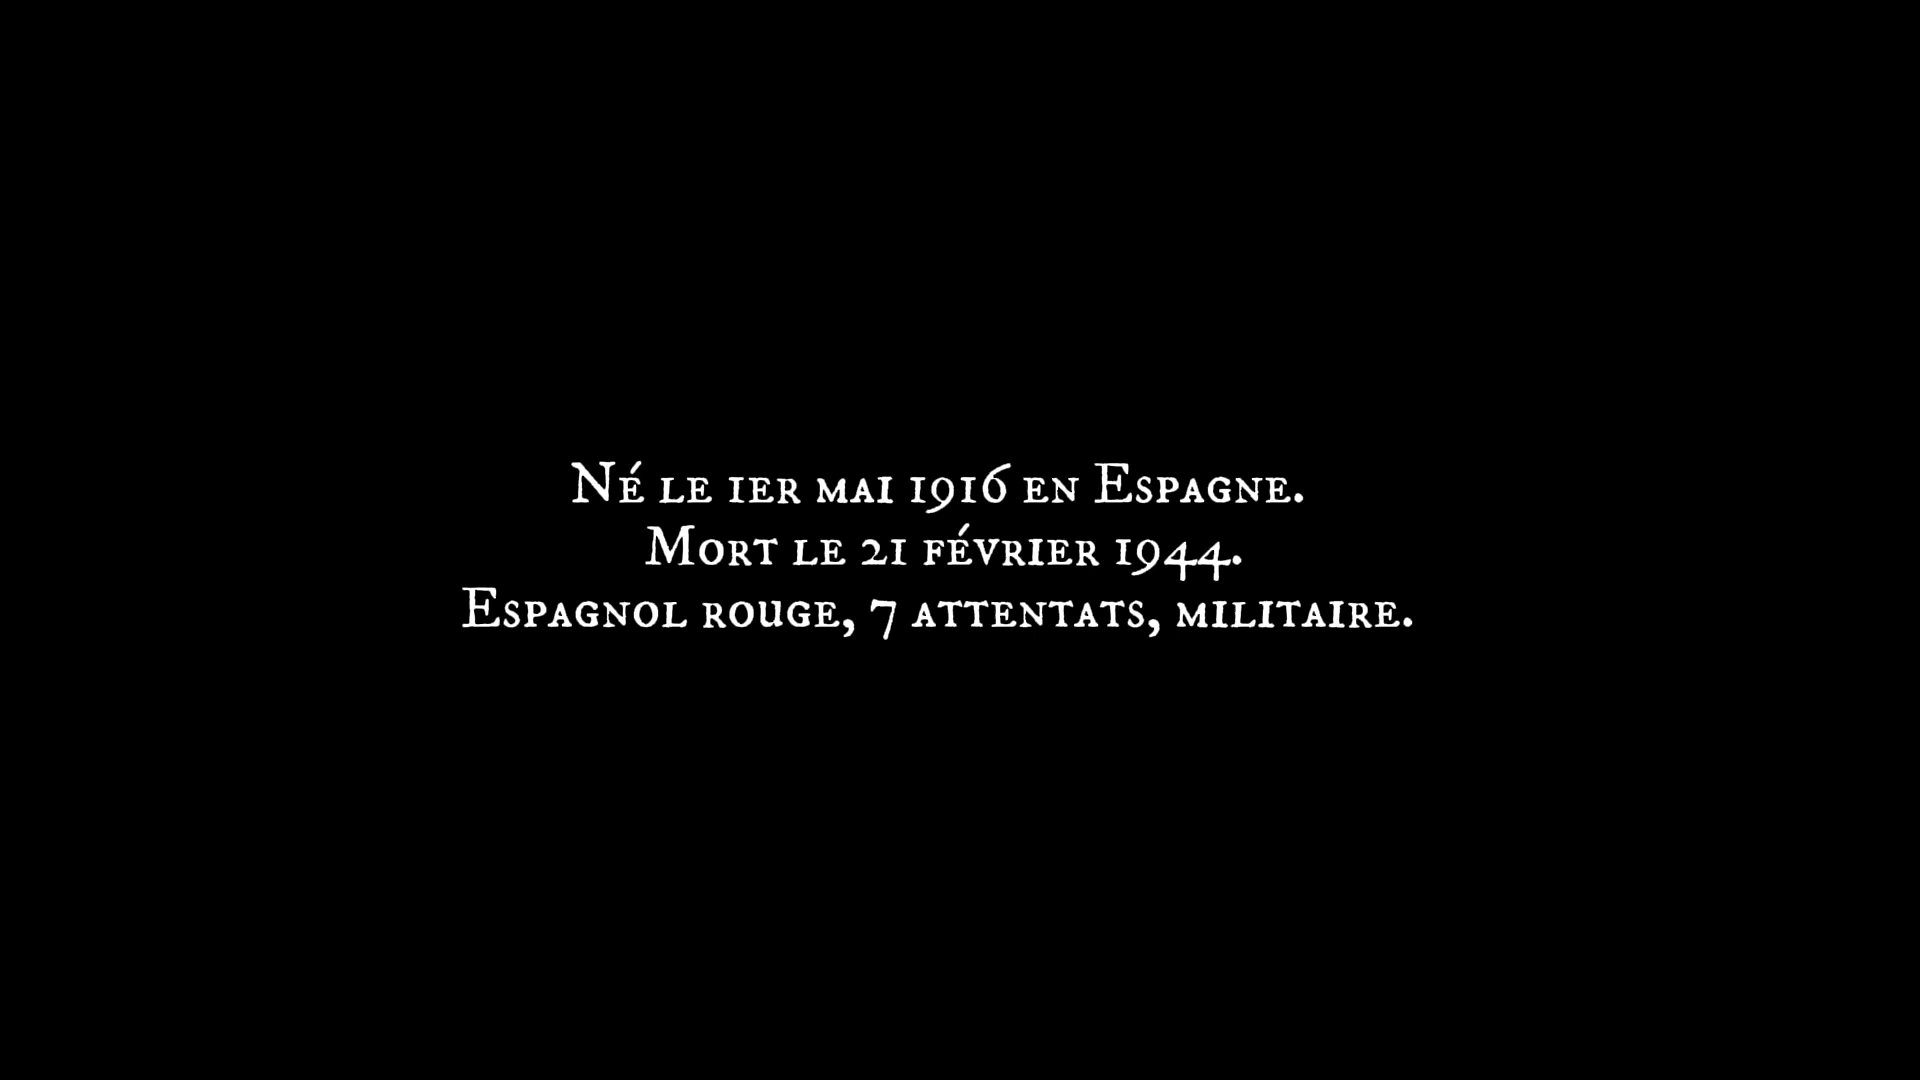 Né le 1er mai 1916 en Espagne.
Mort le 21 février 1944.
Espagnol rouge, 7 attentats, militaire.